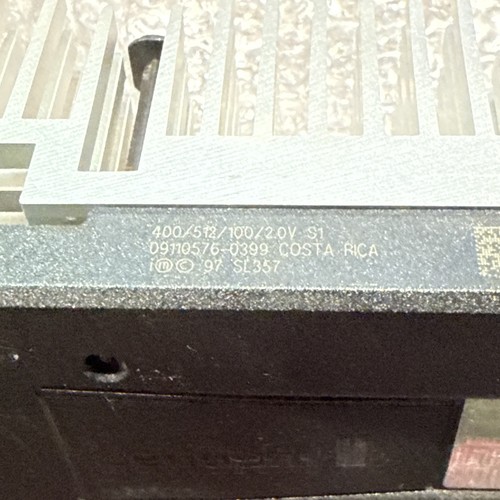 400/512/100/2.0V S1
09110576-0399 COSTA RICA
i ⓜ © '97 SL357